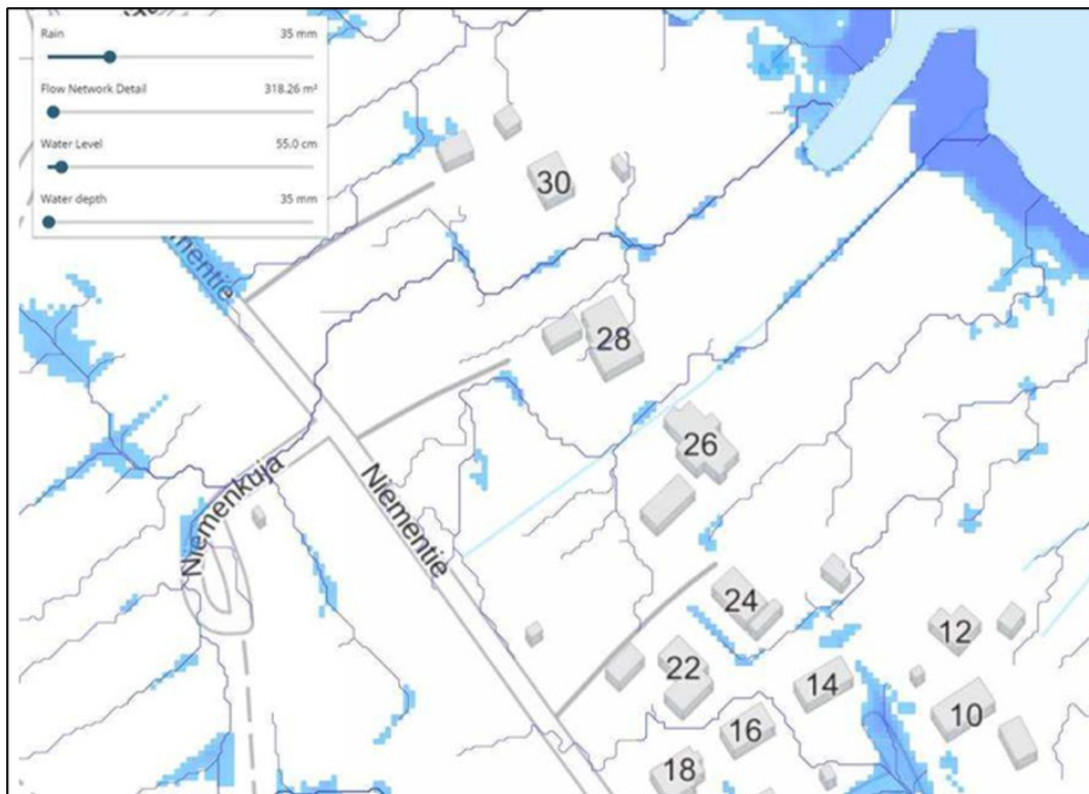 Rain 35 mm
Flow Network Detail 318.26 m²
Water Level 55.0 cm
Water depth 35 mm
30
28
26
Niemenkuja
Niementie
24
12
22
14
10
16
18